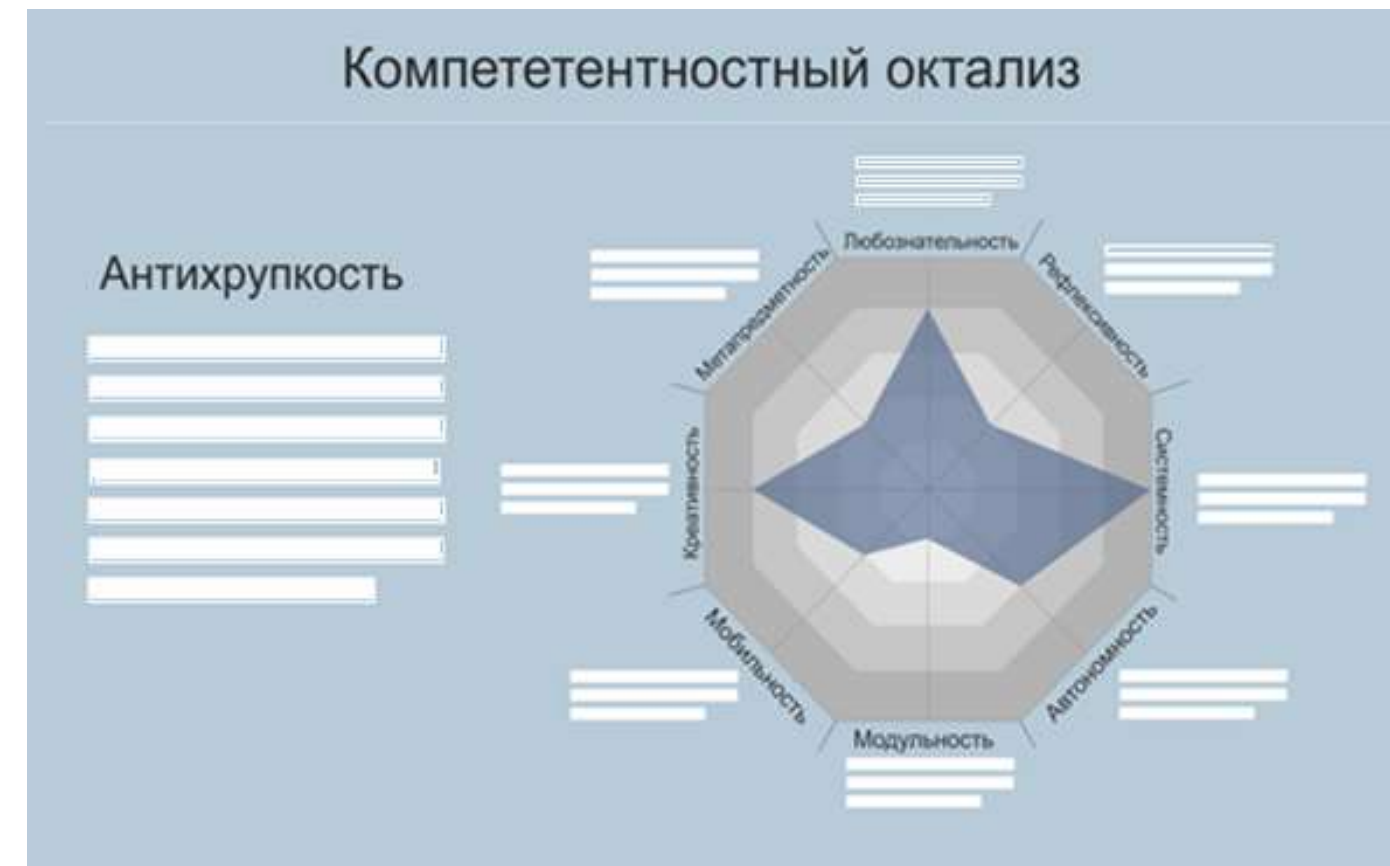 Компететентностный октализ
Антихрупкость
Любознательность
Рефлексивность
Системность
Автономность
Модульность
Мобильность
Креативность
Метапредметность